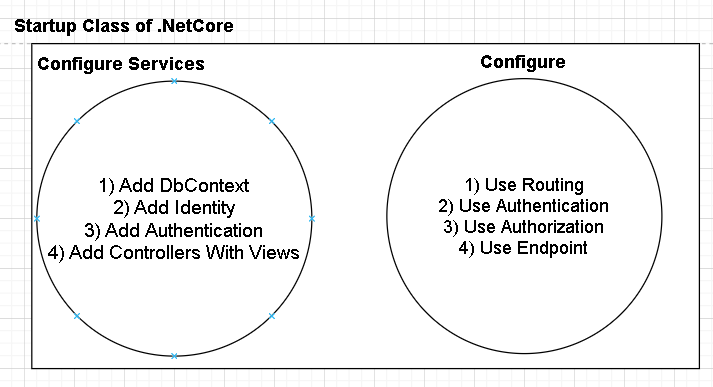 Startup Class of .NetCore
Configure Services
1) Add DbContext
2) Add Identity
3) Add Authentication
4) Add Controllers With Views
Configure
1) Use Routing
2) Use Authentication
3) Use Authorization
4) Use Endpoint